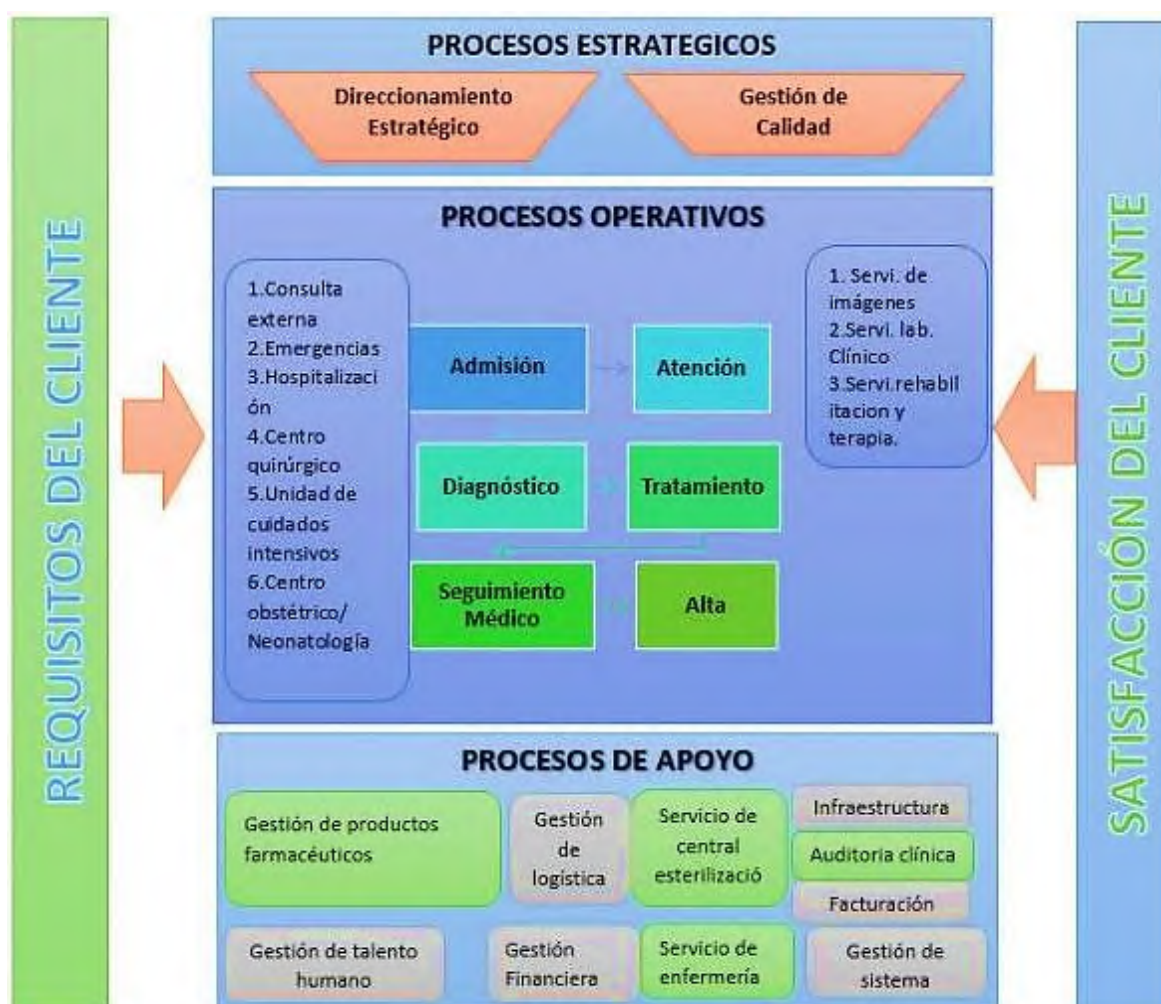 REQUISITOS DEL CLIENTE
PROCESOS ESTRATEGICOS
Direccionamiento
Estratégico
Gestión de
Calidad
PROCESOS OPERATIVOS
1.Consulta
externa
2.Emergencias
3.Hospitalizaci
ón
4.Centro
quirúrgico
5.Unidad de
cuidados
intensivos
6.Centro
obstétrico/
Neonatología
Admisión
Atención
Diagnóstico
Tratamiento
Seguimiento
Médico
Alta
1. Servi. de
imágenes
2.Servi. lab.
Clínico
3.Servi.rehabil
itacion y
terapia.
PROCESOS DE APOYO
Gestión de productos
farmacéuticos
Gestión
de
logística
Servicio de
central
esterilizació
Infraestructura
Auditoria clínica
Facturación
Gestión de talento
humano
Gestión
Financiera
Servicio de
enfermería
Gestión de
sistema
SATISFACCIÓN DEL CLIENTE